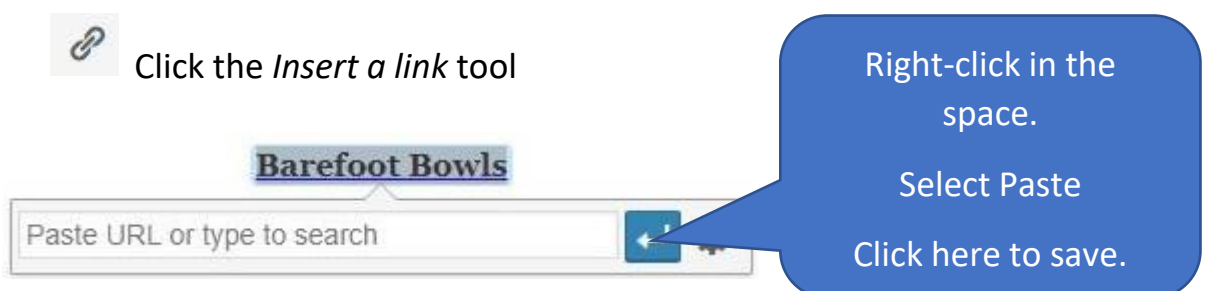 Click the Insert a link tool
Barefoot Bowls
Paste URL or type to search
Right-click in the
space.
Select Paste
Click here to save.